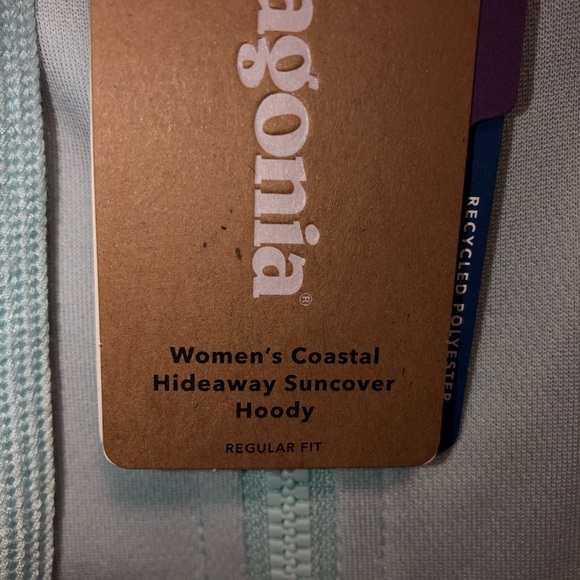 agonia®
Women's Coastal
Hideaway Suncover
Hoody
REGULAR FIT
RECYCLED POLYESTER